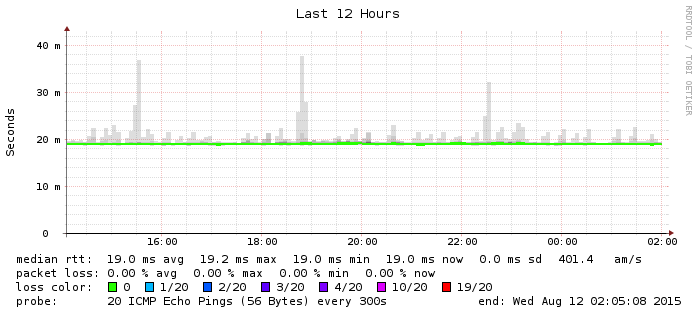 Last 12 Hours
RRDTOOL / TOBI OETIKER
Seconds
40 m
30 m
20 m
10 m
0
16:00 18:00 20:00 22:00 00:00 02:00
median rtt: 19.0 ms avg 19.2 ms max 19.0 ms min 19.0 ms now 0.0 ms sd 401.4 am/s
packet loss: 0.00 % avg 0.00 % max 0.00 % min 0.00 % now
loss color: 0 1/20 2/20 3/20 4/20 10/20 19/20
probe: 20 ICMP Echo Pings (56 Bytes) every 300s end: Wed Aug 12 02:05:08 2015